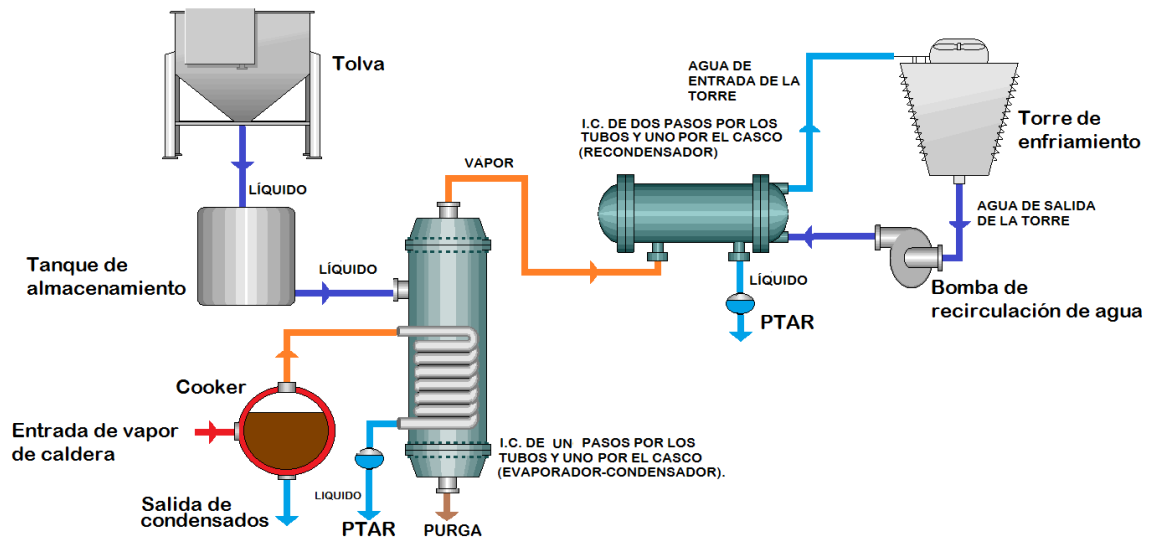 Tolva
LÍQUIDO
Tanque de
almacenamiento
LÍQUIDO
Cooker
Entrada de vapor
de caldera
Salida de
condensados
LIQUIDO
PTAR
PURGA
I.C. DE UN PASOS POR LOS
TUBOS Y UNO POR EL CASCO
(EVAPORADOR-CONDENSADOR).
VAPOR
I.C. DE DOS PASOS POR LOS
TUBOS Y UNO POR EL CASCO
(RECONDENSADOR)
AGUA DE
ENTRADA DE LA
TORRE
Torre de
enfriamiento
AGUA DE SALIDA
DE LA TORRE
LÍQUIDO
PTAR
Bomba de
recirculación de agua